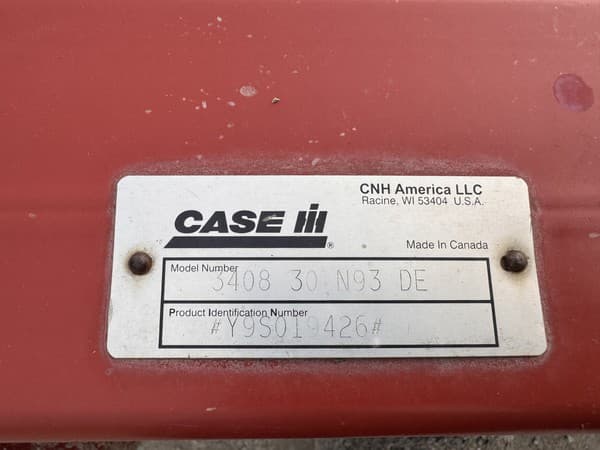 CNH America LLC
Racine, WI 53404 U.S.A.
CASE IH
®
Made In Canada
Model Number
3408 30 N93 DE
Product Identification Number
#Y9S019426#